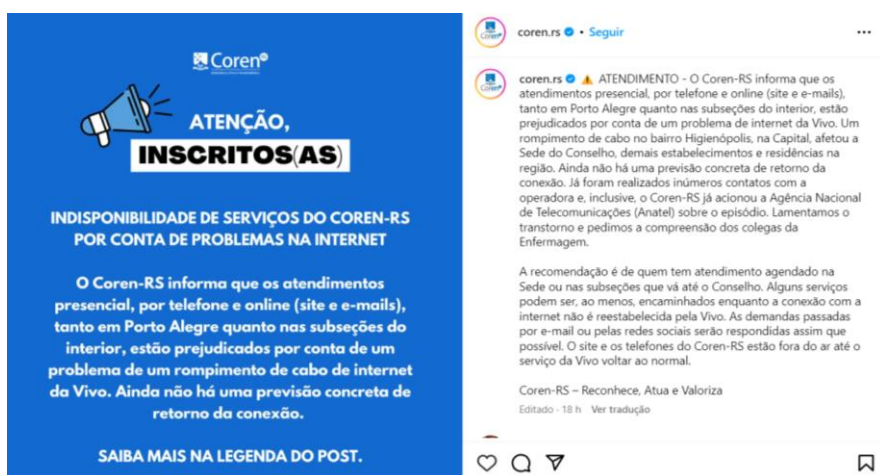 Coren
ATENÇÃO,
INSCRITOS(AS)
INDISPONIBILIDADE DE SERVIÇOS DO COREN-RS
POR CONTA DE PROBLEMAS NA INTERNET
O Coren-RS informa que os atendimentos
presencial, por telefone e online (site e e-mails),
tanto em Porto Alegre quanto nas subseções do
interior, estão prejudicados por conta de um
problema de um rompimento de cabo de internet
da Vivo. Ainda não há uma previsão concreta de
retorno da conexão.
SAIBA MAIS NA LEGENDA DO POST.
coren.rs • Seguir
coren.rs ATENDIMENTO - O Coren-RS informa que os
atendimentos presencial, por telefone e online (site e e-mails),
tanto em Porto Alegre quanto nas subseções do interior, estão
prejudicados por conta de um problema de internet da Vivo. Um
rompimento de cabo no bairro Higienópolis, na Capital, afetou a
Sede do Conselho, demais estabelecimentos e residências na
região. Ainda não há uma previsão concreta de retorno da
conexão. Já foram realizados inúmeros contatos com a
operadora e, inclusive, o Coren-RS já acionou a Agência Nacional
de Telecomunicações (Anatel) sobre o episódio. Lamentamos o
transtorno e pedimos a compreensão dos colegas da
Enfermagem.
A recomendação é de quem tem atendimento agendado na
Sede ou nas subseções que vá até o Conselho. Alguns serviços
podem ser, ao menos, encaminhados enquanto a conexão com a
internet não é reestabelecida pela Vivo. As demandas passadas
por e-mail ou pelas redes sociais serão respondidas assim que
possível. O site e os telefones do Coren-RS estão fora do ar até o
serviço da Vivo voltar ao normal.
Coren-RS – Reconhece, Atua e Valoriza
Editado · 18 h Ver tradução